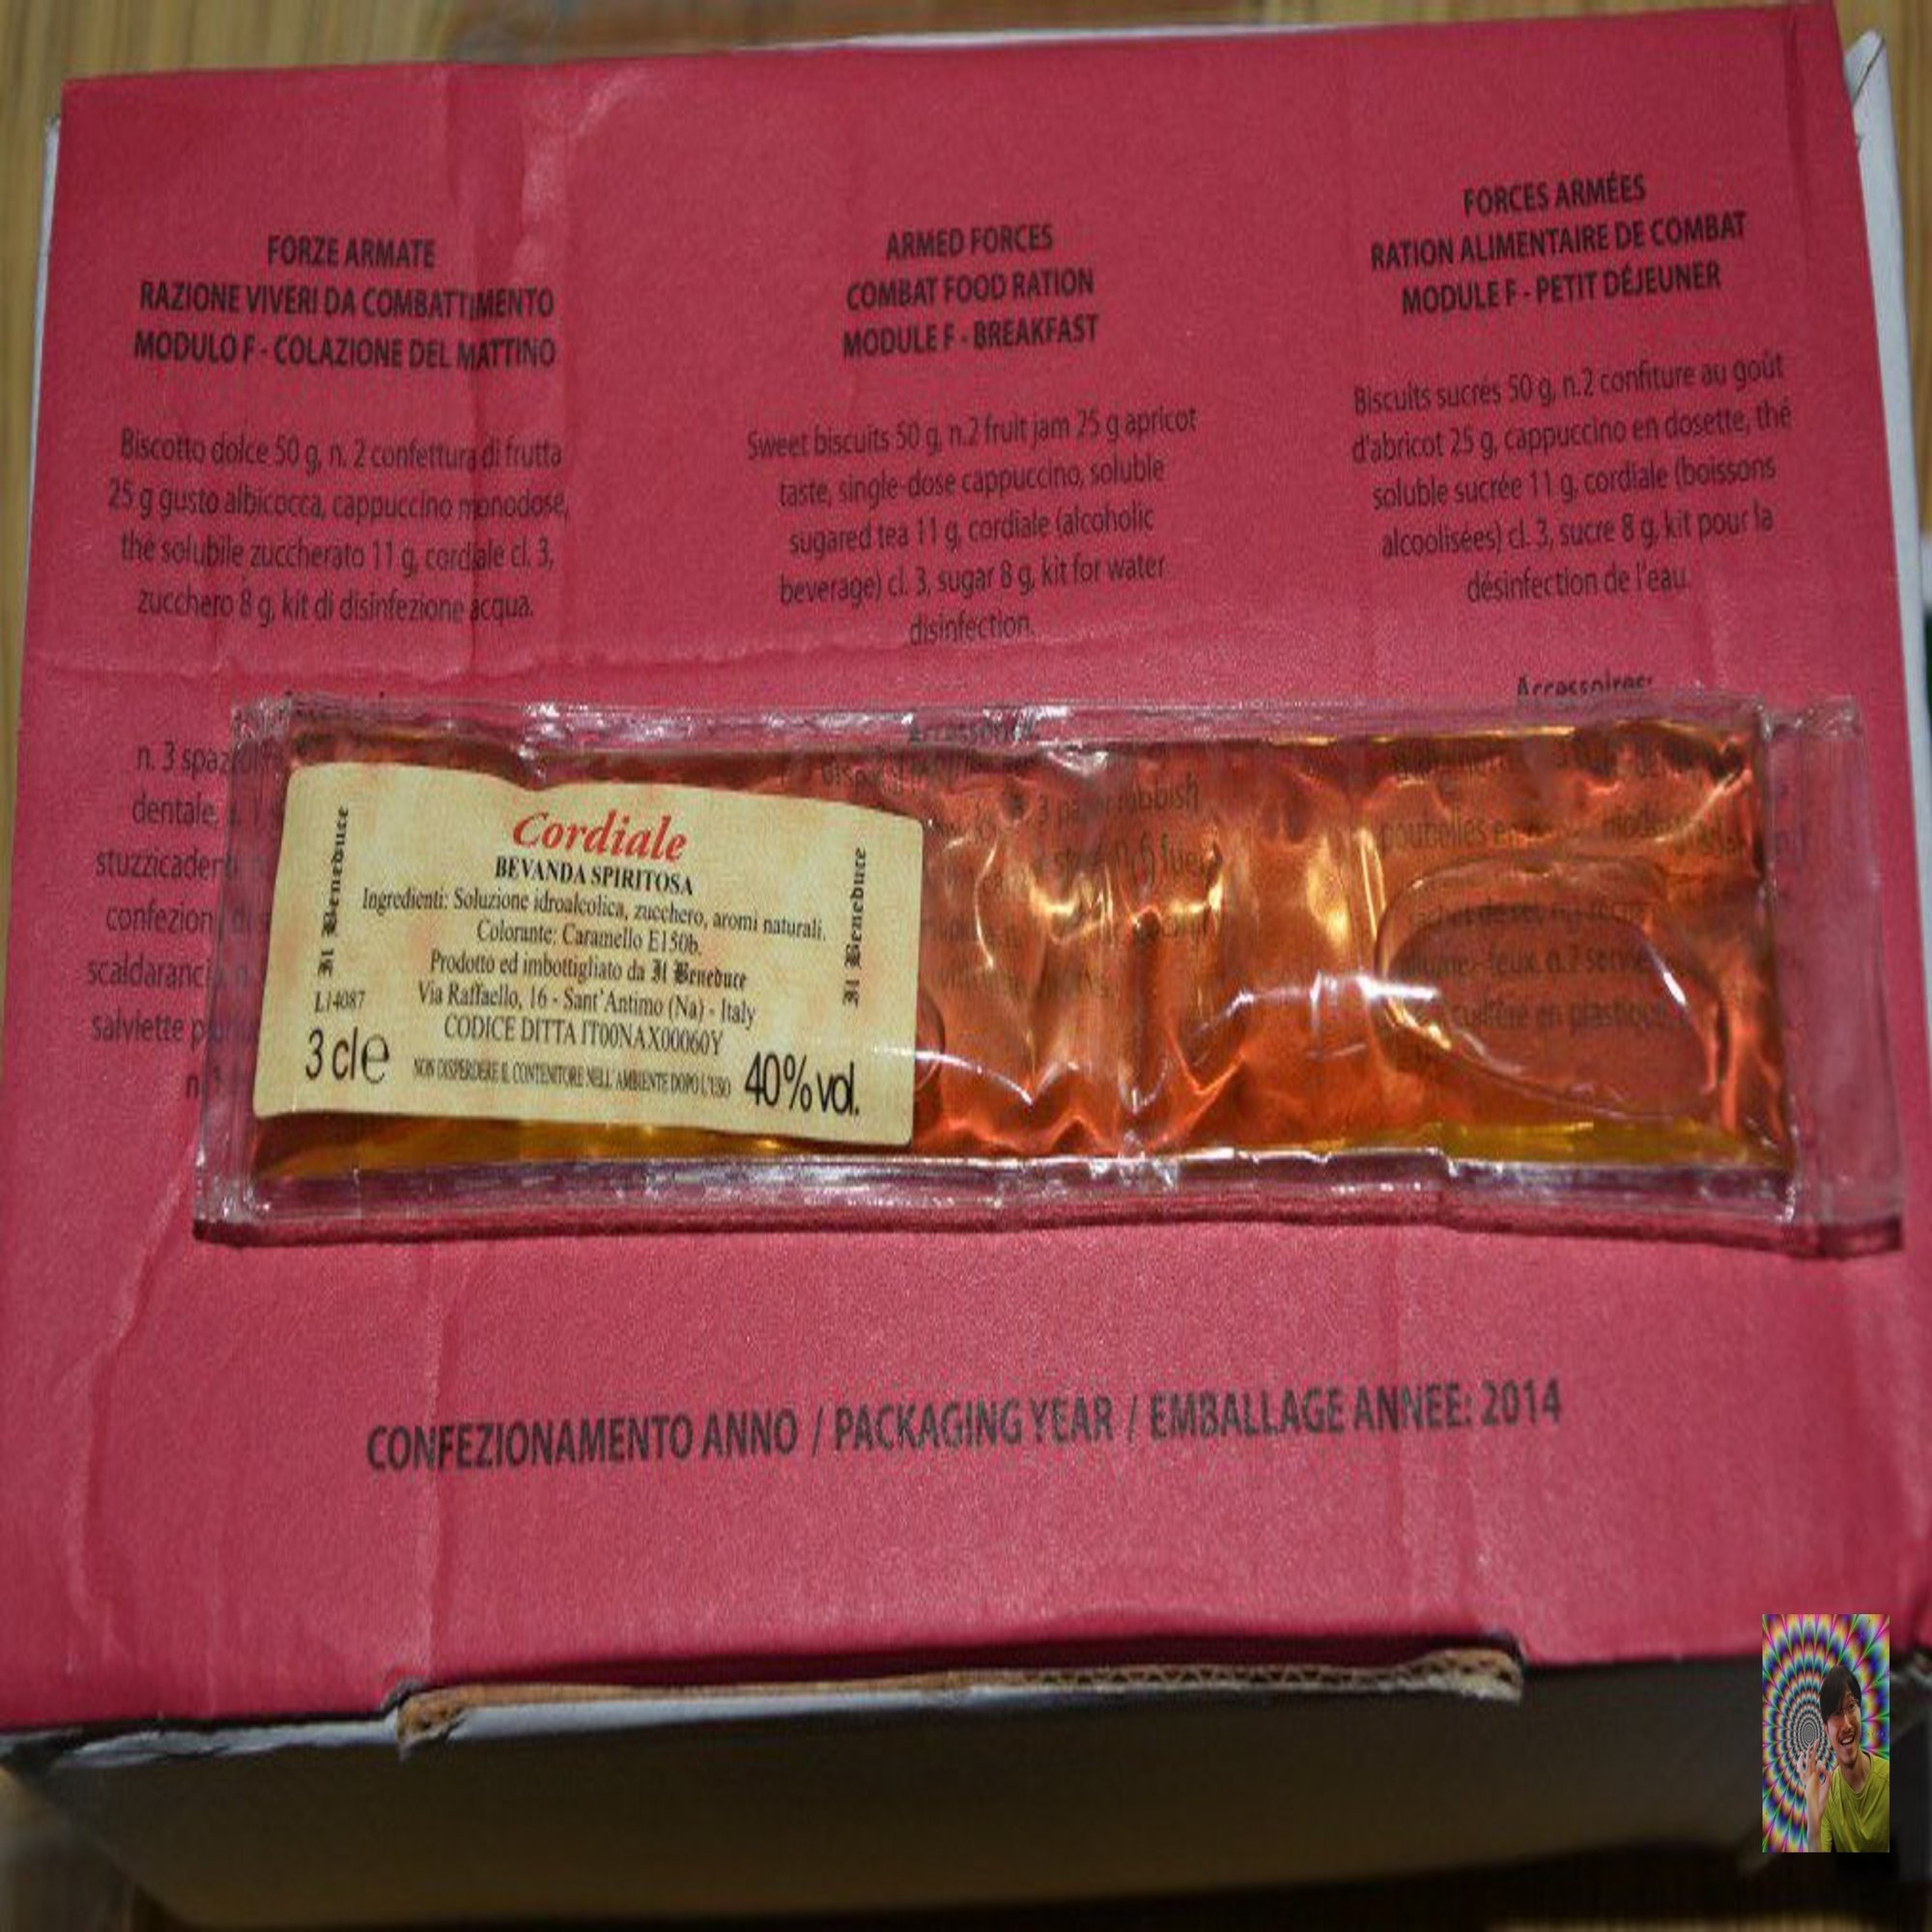 FORZE ARMATE
RAZIONE VIVERI DA COMBATTIMENTO
MODULO F - COLAZIONE DEL MATTINO
Biscotto dolce 50 g, n. 2 confettura di frutta
25 g gusto albicocca, cappuccino monodose,
thè solubile zuccherato 11 g, cordiale cl. 3,
zucchero 8 g, kit di disinfezione acqua.
n. 3
dentale,
salviette
ARMED FORCES
COMBAT FOOD RATION
MODULE F - BREAKFAST
Sweet biscuits 50 g, n.2 fruit jam 25 g apricot
taste, single-dose cappuccino, soluble
sugared tea 11 g, cordiale (alcoholic
beverage) cl. 3, sugar 8 g, kit for water
disinfection.
FORCES ARMÉES
RATION ALIMENTAIRE DE COMBAT
MODULE F - PETIT DÉJEUNER
Biscuits sucrés 50 g, n.2 confiture au goût
d'abricot 25 g, cappuccino en dosette, thé
soluble sucrée 11 g, cordiale (boissons
alcoolisées) cl. 3, sucre 8 g, kit pour la
désinfection de l'eau.
Accessoires:
en plastique
Il Beneduce
Cordiale
BEVANDA SPIRITOSA
Ingredienti: Soluzione idroalcolica, zucchero, aromi naturali.
Colorante: Caramello E150b.
Prodotto ed imbottigliato da Il Beneduce
Via Raffaello, 16 - Sant'Antimo (Na) - Italy
CODICE DITTA IT00NAX00060Y
NON DISPERDERE IL CONTENITORE NELL'AMBIENTE DOPO L'USO
L14087
3 cl e
40% vol.
Il Beneduce
CONFEZIONAMENTO ANNO / PACKAGING YEAR / EMBALLAGE ANNEE: 2014